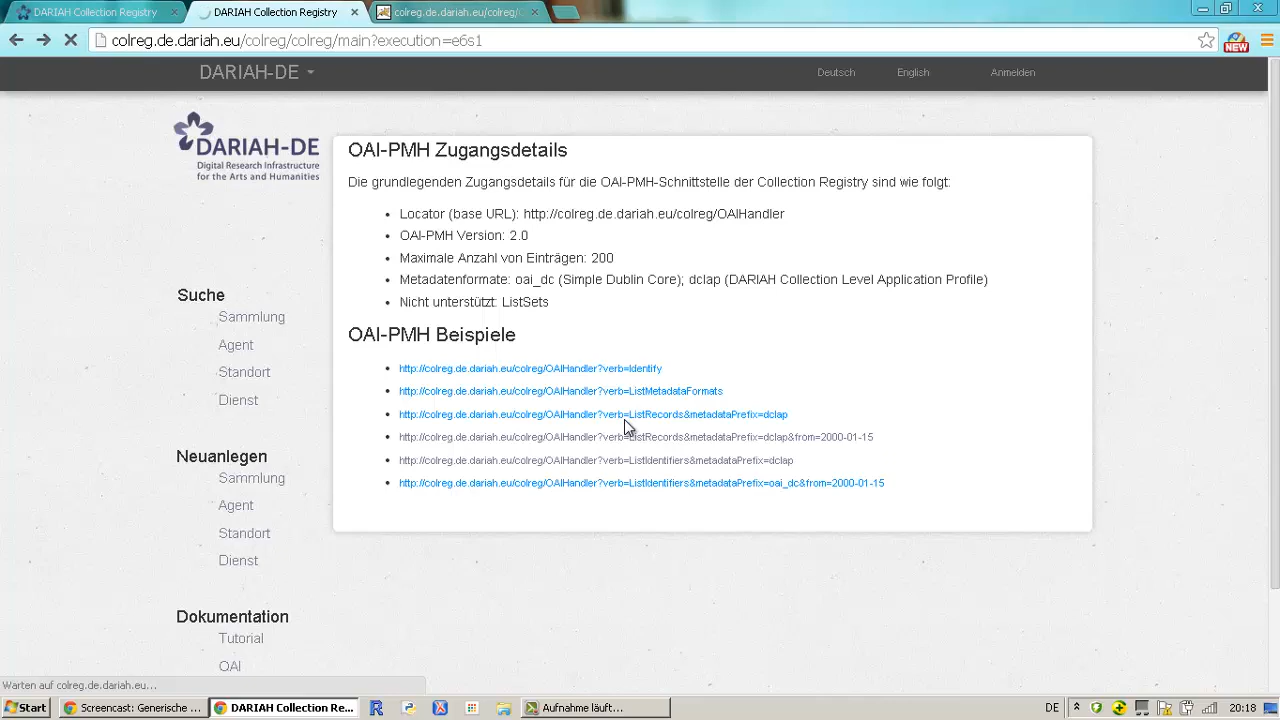 DARIAH Collection Registry
DARIAH Collection Registry
colreg.de.dariah.eu/colreg/
colreg.de.dariah.eu/colreg/colreg/main?execution=e6s1
NEW
DARIAH-DE
Deutsch
English
Anmelden
DARIAH-DE
Digital Research Infrastructure
for the Arts and Humanities
OAI-PMH Zugangsdetails
Die grundlegenden Zugangsdetails für die OAI-PMH-Schnittstelle der Collection Registry sind wie folgt:
• Locator (base URL): http://colreg.de.dariah.eu/colreg/OAIHandler
• OAI-PMH Version: 2.0
• Maximale Anzahl von Einträgen: 200
• Metadatenformate: oai_dc (Simple Dublin Core); dclap (DARIAH Collection Level Application Profile)
• Nicht unterstützt: ListSets
OAI-PMH Beispiele
• http://colreg.de.dariah.eu/colreg/OAIHandler?verb=Identify
• http://colreg.de.dariah.eu/colreg/OAIHandler?verb=ListMetadataFormats
• http://colreg.de.dariah.eu/colreg/OAIHandler?verb=ListRecords&metadataPrefix=dclap
• http://colreg.de.dariah.eu/colreg/OAIHandler?verb=ListRecords&metadataPrefix=dclap&from=2000-01-15
• http://colreg.de.dariah.eu/colreg/OAIHandler?verb=ListIdentifiers&metadataPrefix=dclap
• http://colreg.de.dariah.eu/colreg/OAIHandler?verb=ListIdentifiers&metadataPrefix=oai_dc&from=2000-01-15
Suche
Sammlung
Agent
Standort
Dienst
Neuanlegen
Sammlung
Agent
Standort
Dienst
Dokumentation
Tutorial
OAI
Warten auf colreg.de.dariah.eu...
Start
Screencast: Generische ...
DARIAH Collection Re...
Aufnahme läuft...
DE
20:18